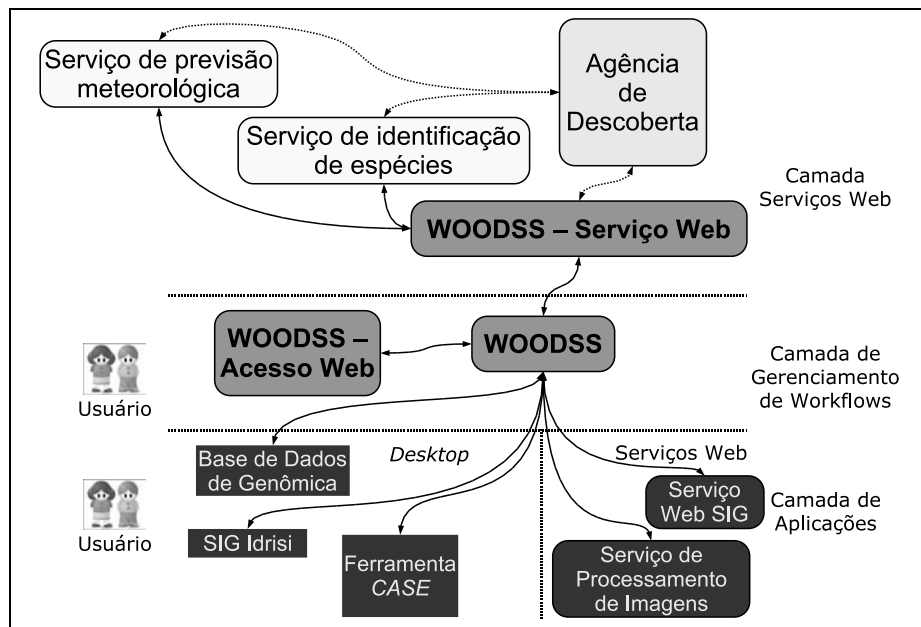 Serviço de previsão
meteorológica
Agência
de
Descoberta
Serviço de identificação
de espécies
Camada
Serviços Web
WOODSS – Serviço Web
WOODSS –
Acesso Web
WOODSS
Usuário
Camada de
Gerenciamento
de Workflows
Base de Dados
de Genômica
Desktop
Serviços Web
Serviço
Web SIG
Camada de
Aplicações
Usuário
SIG Idrisi
Ferramenta
CASE
Serviço de
Processamento
de Imagens